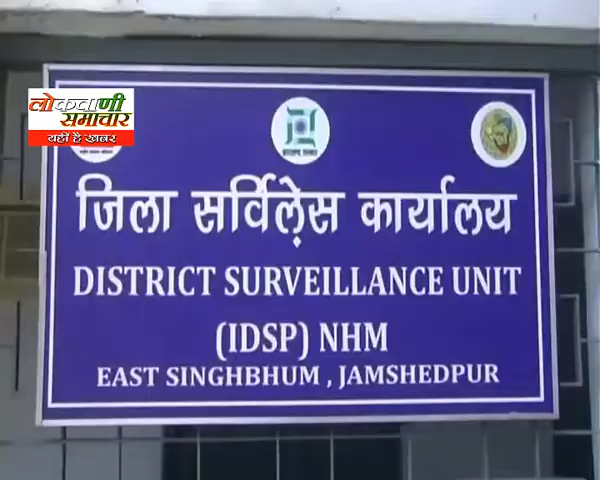 लोकवाणी
समाचार
यहीं है खबर
जिला सर्विले़स कार्यालय
DISTRICT SURVEILLANCE UNIT
(IDSP) NHM
EAST SINGHBHUM , JAMSHEDPUR